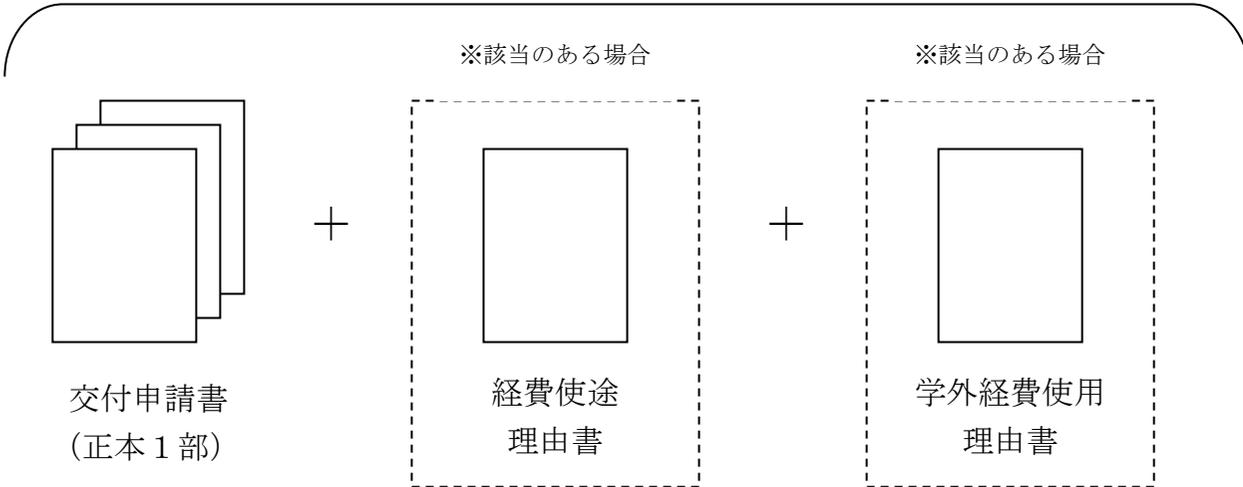 ※該当のある場合
※該当のある場合
＋
＋
交付申請書
（正本１部）
経費使途
理由書
学外経費使用
理由書